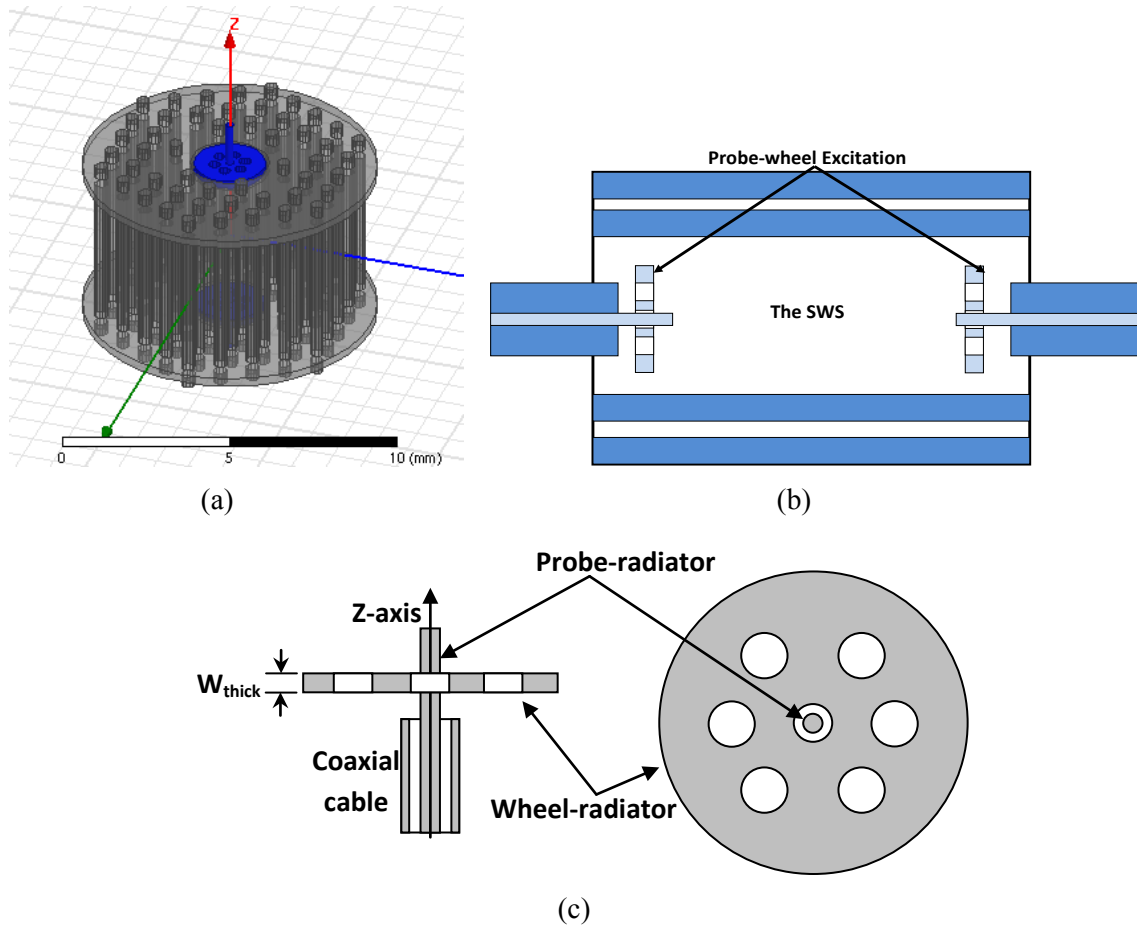 Z
0
5
10 (mm)
(a)
Probe-wheel Excitation
The SWS
(b)
Probe-radiator
Z-axis
Wthick
Coaxial
cable
Wheel-radiator
(c)